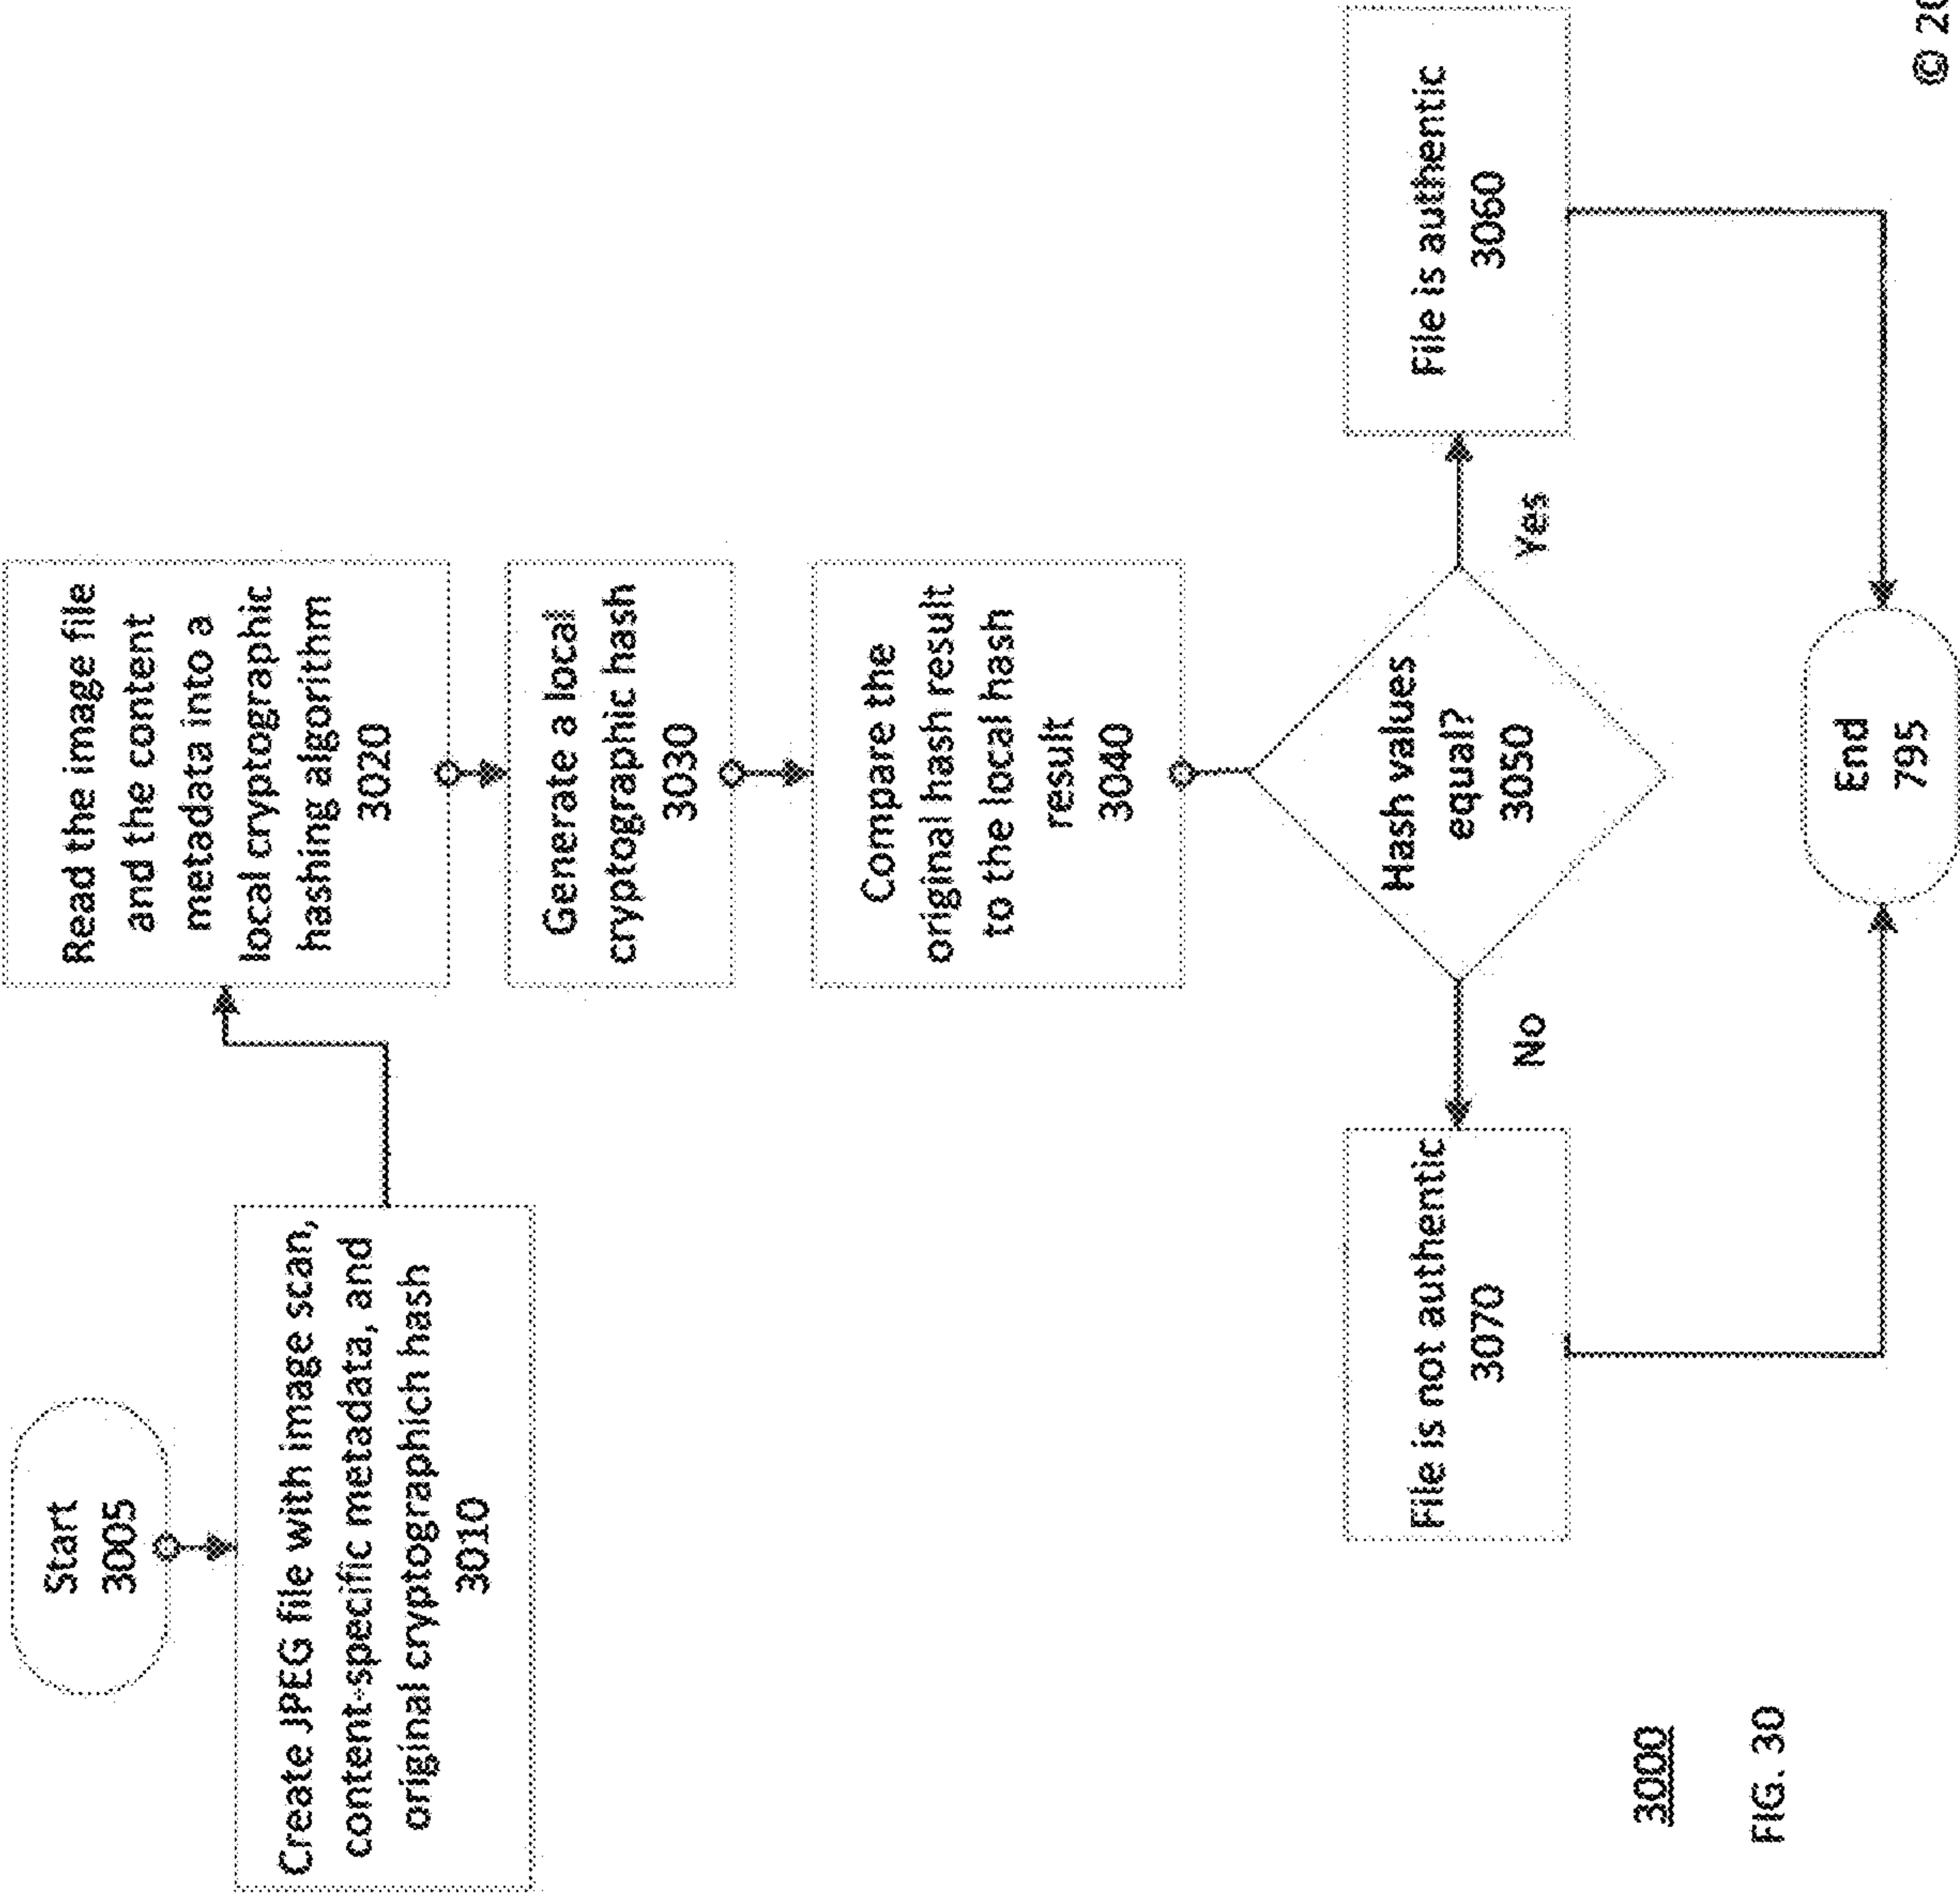 Start
3005
Create JPEG file with image scan,
content-specific metadata, and
original cryptographich hash
3010
Read the image file
and the content
metadata into a
local cryptographic
hashing algorithm
3020
Generate a local
cryptographic hash
3030
Compare the
original hash result
to the local hash
result
3040
Hash values
equal?
3050
No
Yes
File is not authentic
3070
File is authentic
3060
End
795
3000
FIG. 30
©